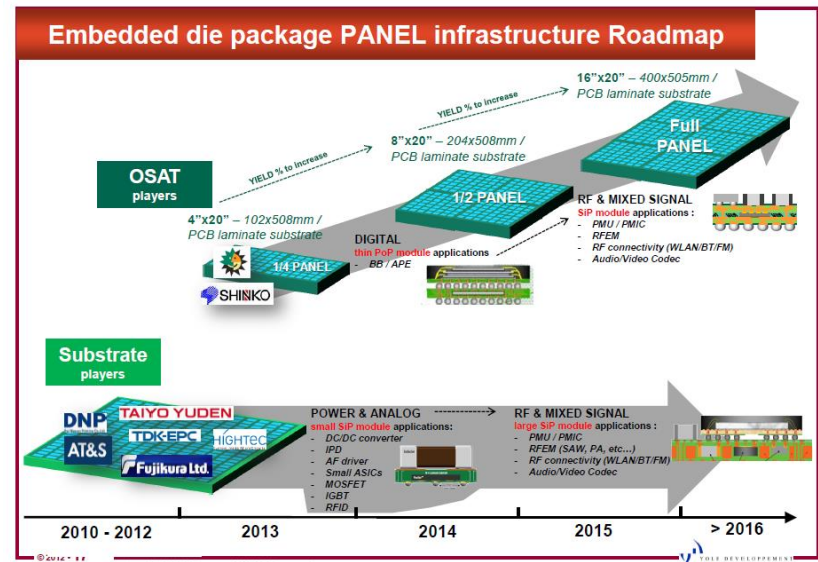 Embedded die package PANEL infrastructure Roadmap
16”x20” – 400x505mm /
PCB laminate substrate
YIELD % to increase
Full
PANEL
8”x20” – 204x508mm /
PCB laminate substrate
YIELD % to increase
OSAT
players
1/2 PANEL
RF & MIXED SIGNAL
SiP module applications :
- PMU / PMIC
- RFEM
- RF connectivity (WLAN/BT/FM)
- Audio/Video Codec
4”x20” – 102x508mm /
PCB laminate substrate
DIGITAL
thin PoP module applications
- BB / APE
1/4 PANEL
SHINKO
Substrate
players
DNP
TAIYO YUDEN
TDK-EPC
HIGHTEC
AT&S
Fujikura Ltd.
POWER & ANALOG
small SiP module applications:
- DC/DC converter
- IPD
- AF driver
- Small ASICs
- MOSFET
- IGBT
- RFID
RF & MIXED SIGNAL
large SiP module applications :
- PMU / PMIC
- RFEM (SAW, PA, etc...)
- RF connectivity (WLAN/BT/FM)
- Audio/Video Codec
2010 - 2012
2013
2014
2015
> 2016
© 2012 • 17
YOLE DEVELOPPEMENT